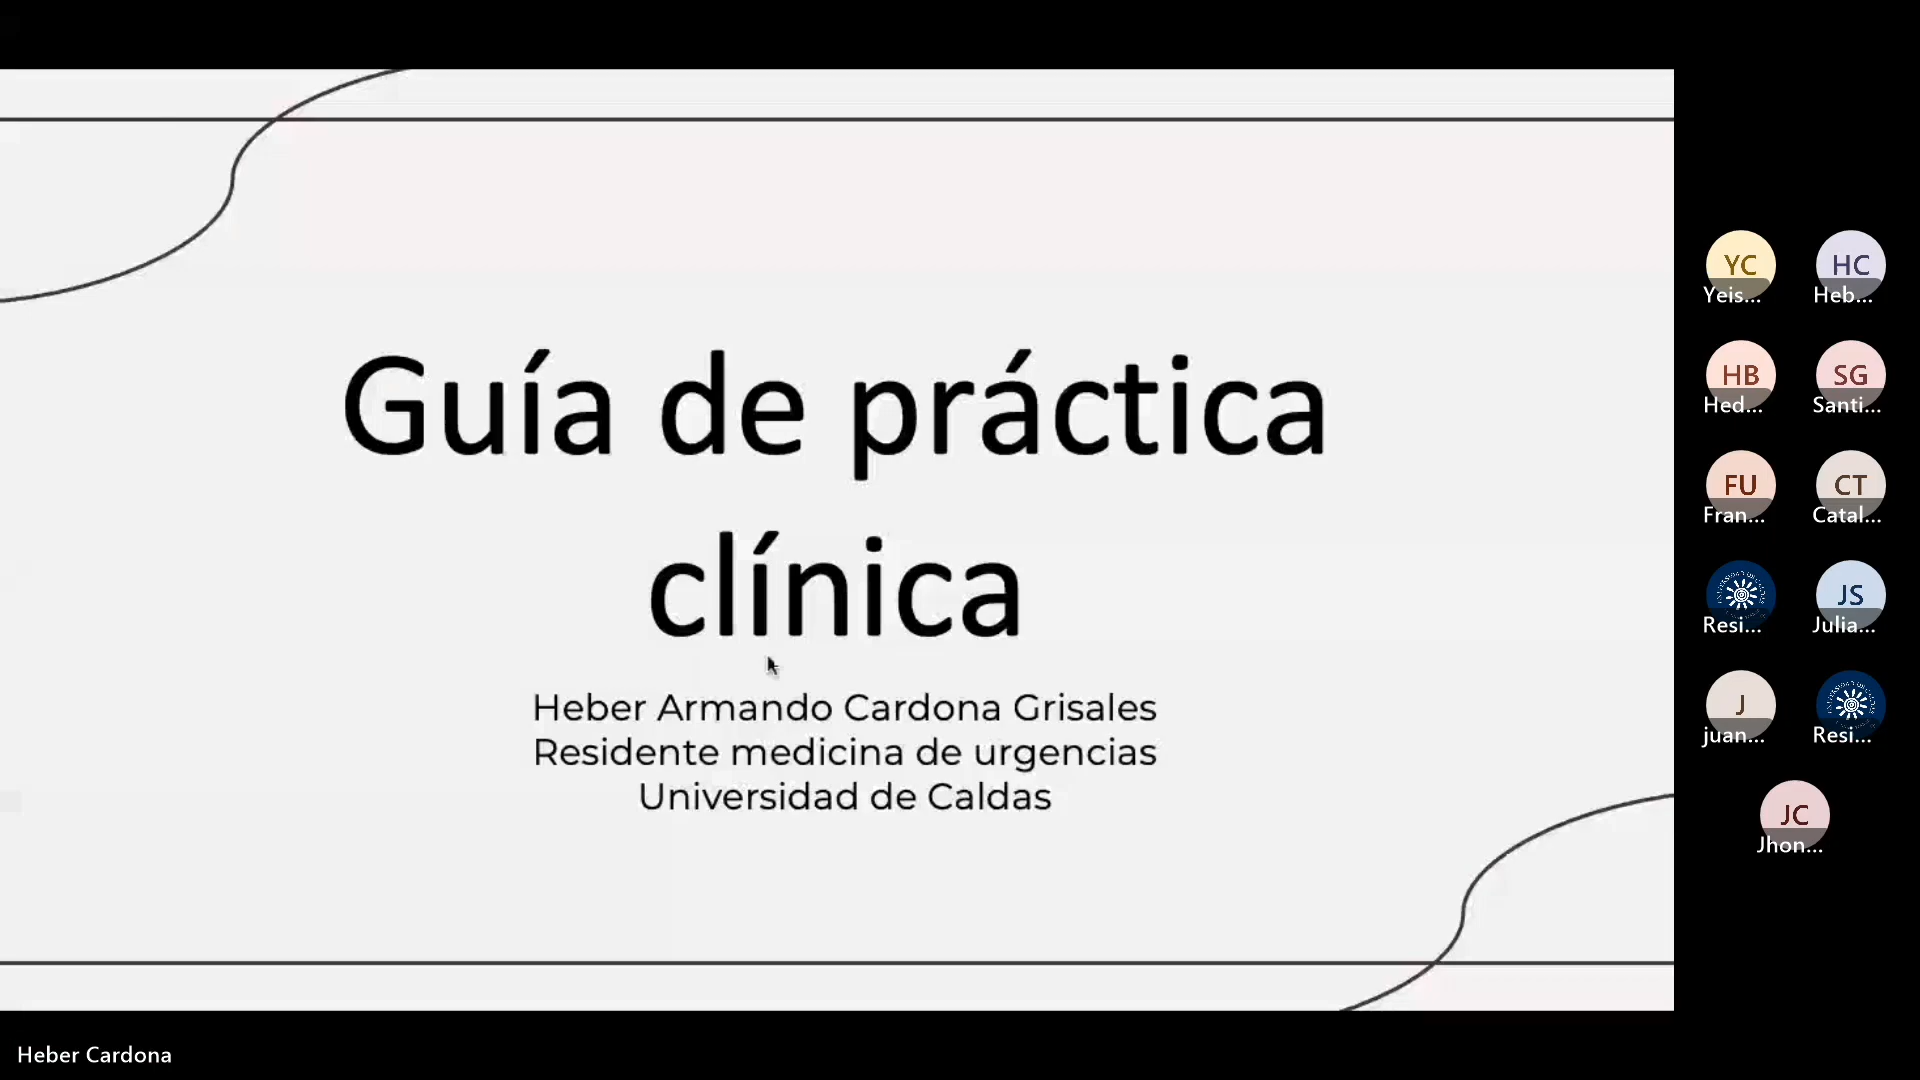 Guía de práctica
clínica
Heber Armando Cardona Grisales
Residente medicina de urgencias
Universidad de Caldas
YC
HC
Yeis...
Heb...
HB
SG
Hed...
Santi...
FU
CT
Fran...
Catal...
JS
Resi...
Julia...
J
juan...
Resi...
JC
Jhon...
Heber Cardona